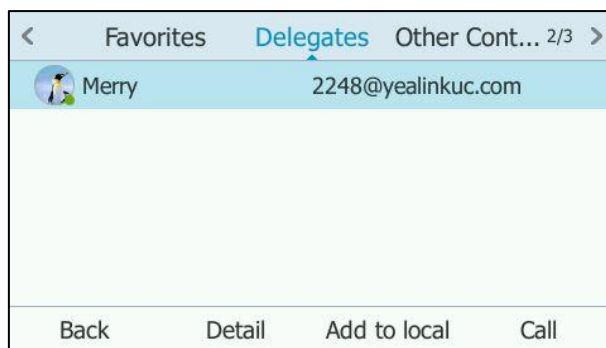 < Favorites Delegates Other Cont... 2/3 >
Merry 2248@yealinkuc.com
Back Detail Add to local Call